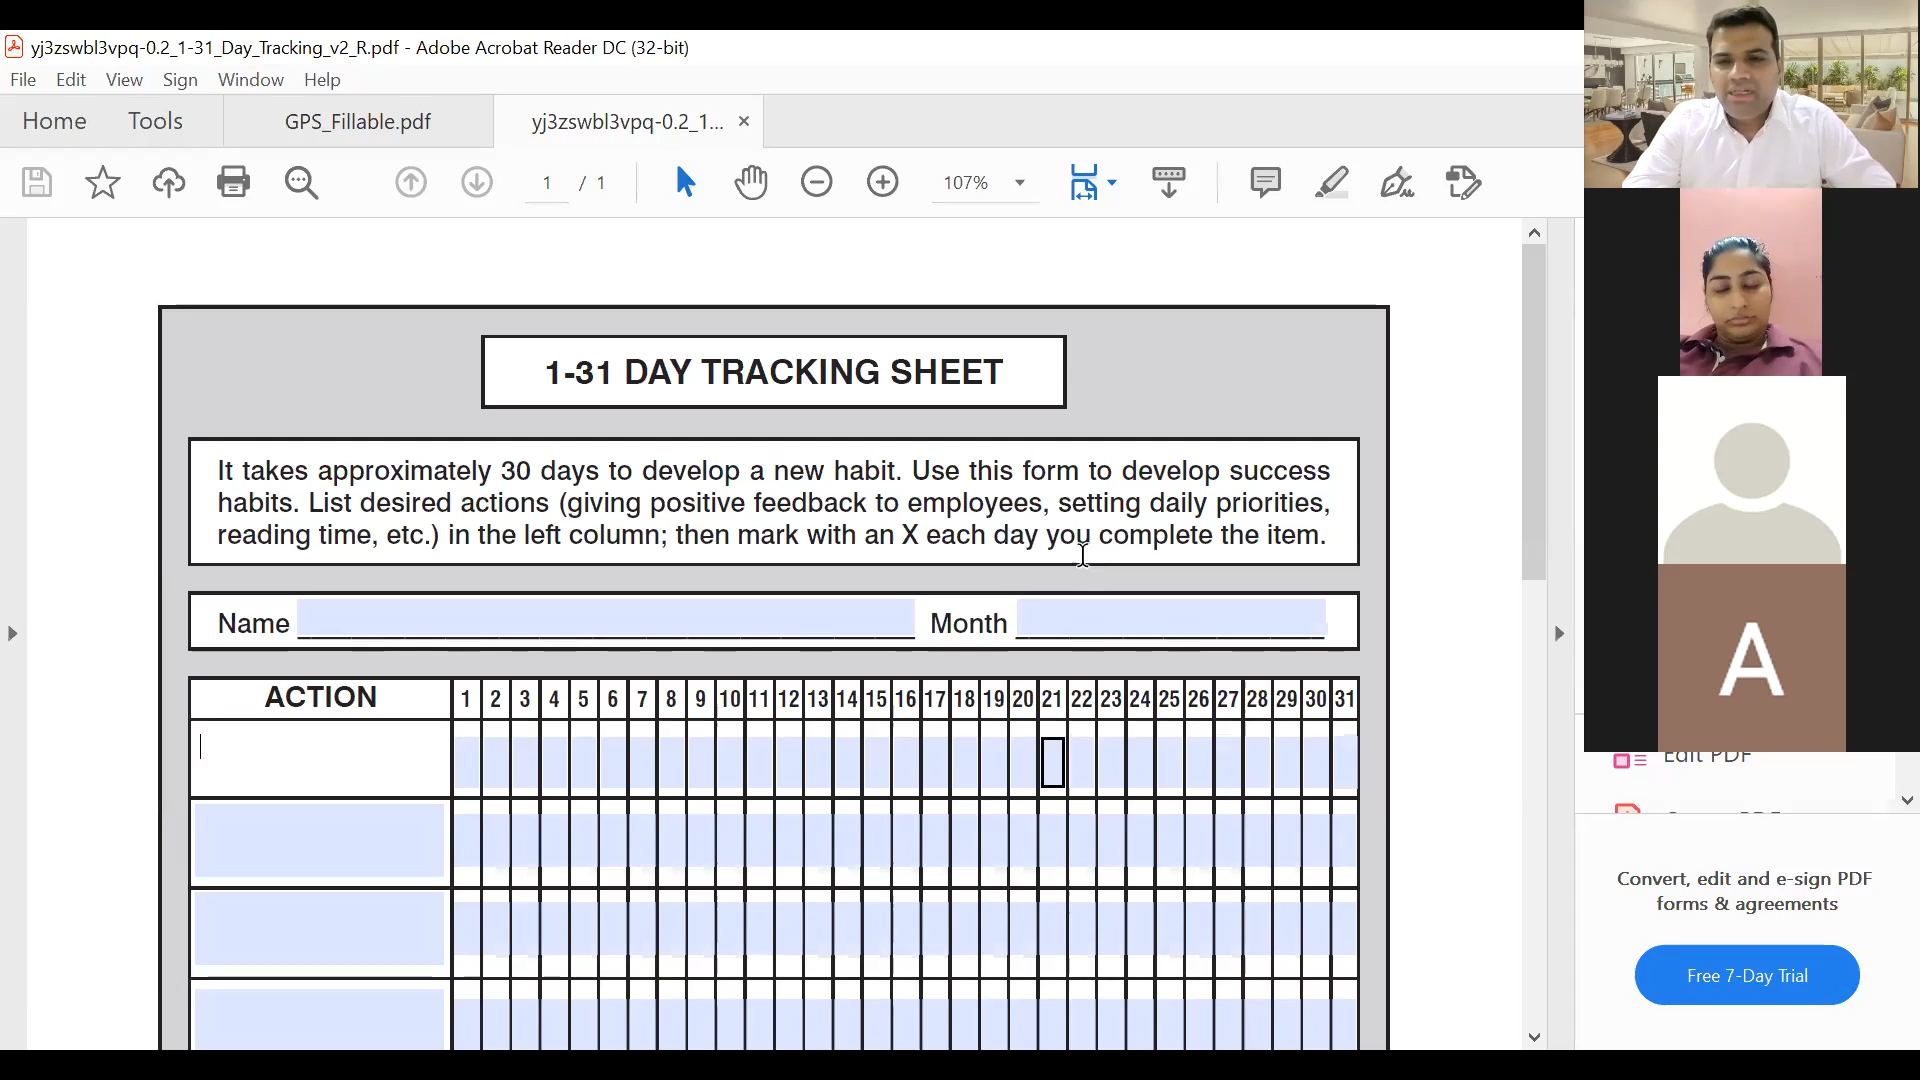 yj3zswbl3vpq-0.2_1-31_Day_Tracking_v2_R.pdf - Adobe Acrobat Reader DC (32-bit)
File Edit View Sign Window Help
Home Tools GPS_Fillable.pdf yj3zswbl3vpq-0.2_1... ×
1 / 1 107%
1-31 DAY TRACKING SHEET
It takes approximately 30 days to develop a new habit. Use this form to develop success
habits. List desired actions (giving positive feedback to employees, setting daily priorities,
reading time, etc.) in the left column; then mark with an X each day you complete the item.
Name Month
ACTION 1 2 3 4 5 6 7 8 9 10 11 12 13 14 15 16 17 18 19 20 21 22 23 24 25 26 27 28 29 30 31
A
Edit PDF
Convert, edit and e-sign PDF
forms & agreements
Free 7-Day Trial